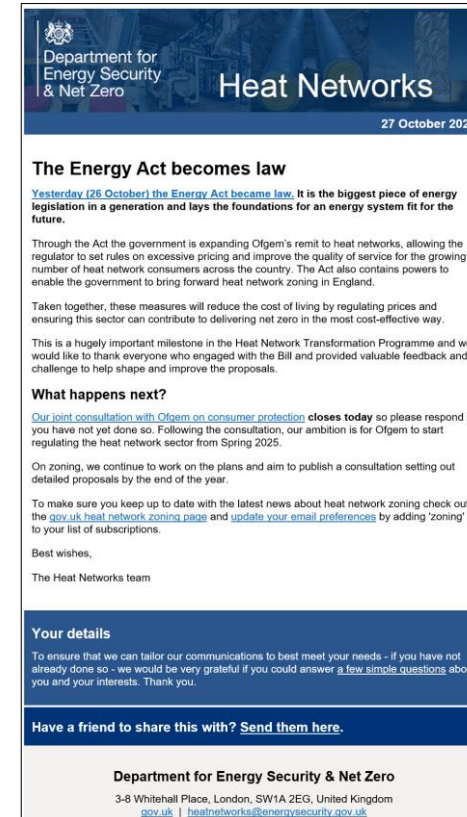 Department for
Energy Security
& Net Zero
Heat Networks
27 October 202
The Energy Act becomes law
Yesterday (26 October) the Energy Act became law. It is the biggest piece of energy
legislation in a generation and lays the foundations for an energy system fit for the
future.
Through the Act the government is expanding Ofgem's remit to heat networks, allowing the
regulator to set rules on excessive pricing and improve the quality of service for the growing
number of heat network consumers across the country. The Act also contains powers to
enable the government to bring forward heat network zoning in England.
Taken together, these measures will reduce the cost of living by regulating prices and
ensuring this sector can contribute to delivering net zero in the most cost-effective way.
This is a hugely important milestone in the Heat Network Transformation Programme and we
would like to thank everyone who engaged with the Bill and provided valuable feedback and
challenge to help shape and improve the proposals.
What happens next?
Our joint consultation with Ofgem on consumer protection closes today so please respond
you have not yet done so. Following the consultation, our ambition is for Ofgem to start
regulating the heat network sector from Spring 2025.
On zoning, we continue to work on the plans and aim to publish a consultation setting out
detailed proposals by the end of the year.
To make sure you keep up to date with the latest news about heat network zoning check out
the gov.uk heat network zoning page and update your email preferences by adding 'zoning'
to your list of subscriptions.
Best wishes,
The Heat Networks team
Your details
To ensure that we can tailor our communications to best meet your needs - if you have not
already done so - we would be very grateful if you could answer a few simple questions abo
you and your interests. Thank you.
Have a friend to share this with? Send them here.
Department for Energy Security & Net Zero
3-8 Whitehall Place, London, SW1A 2EG, United Kingdom
gov.uk | heatnetworks@energysecurity.gov.uk